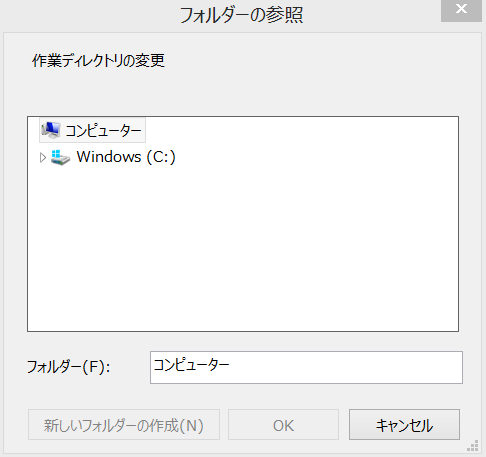 フォルダーの参照
作業ディレクトリの変更
コンピューター
Windows (C:)
フォルダー(F): コンピューター
新しいフォルダーの作成(N) OK キャンセル